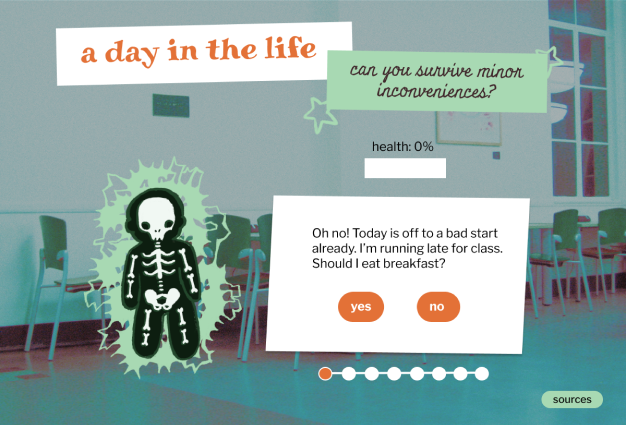 a day in the life
can you survive minor
inconveniences?
health: 0%
Oh no! Today is off to a bad start
already. I'm running late for class.
Should I eat breakfast?
yes
no
sources